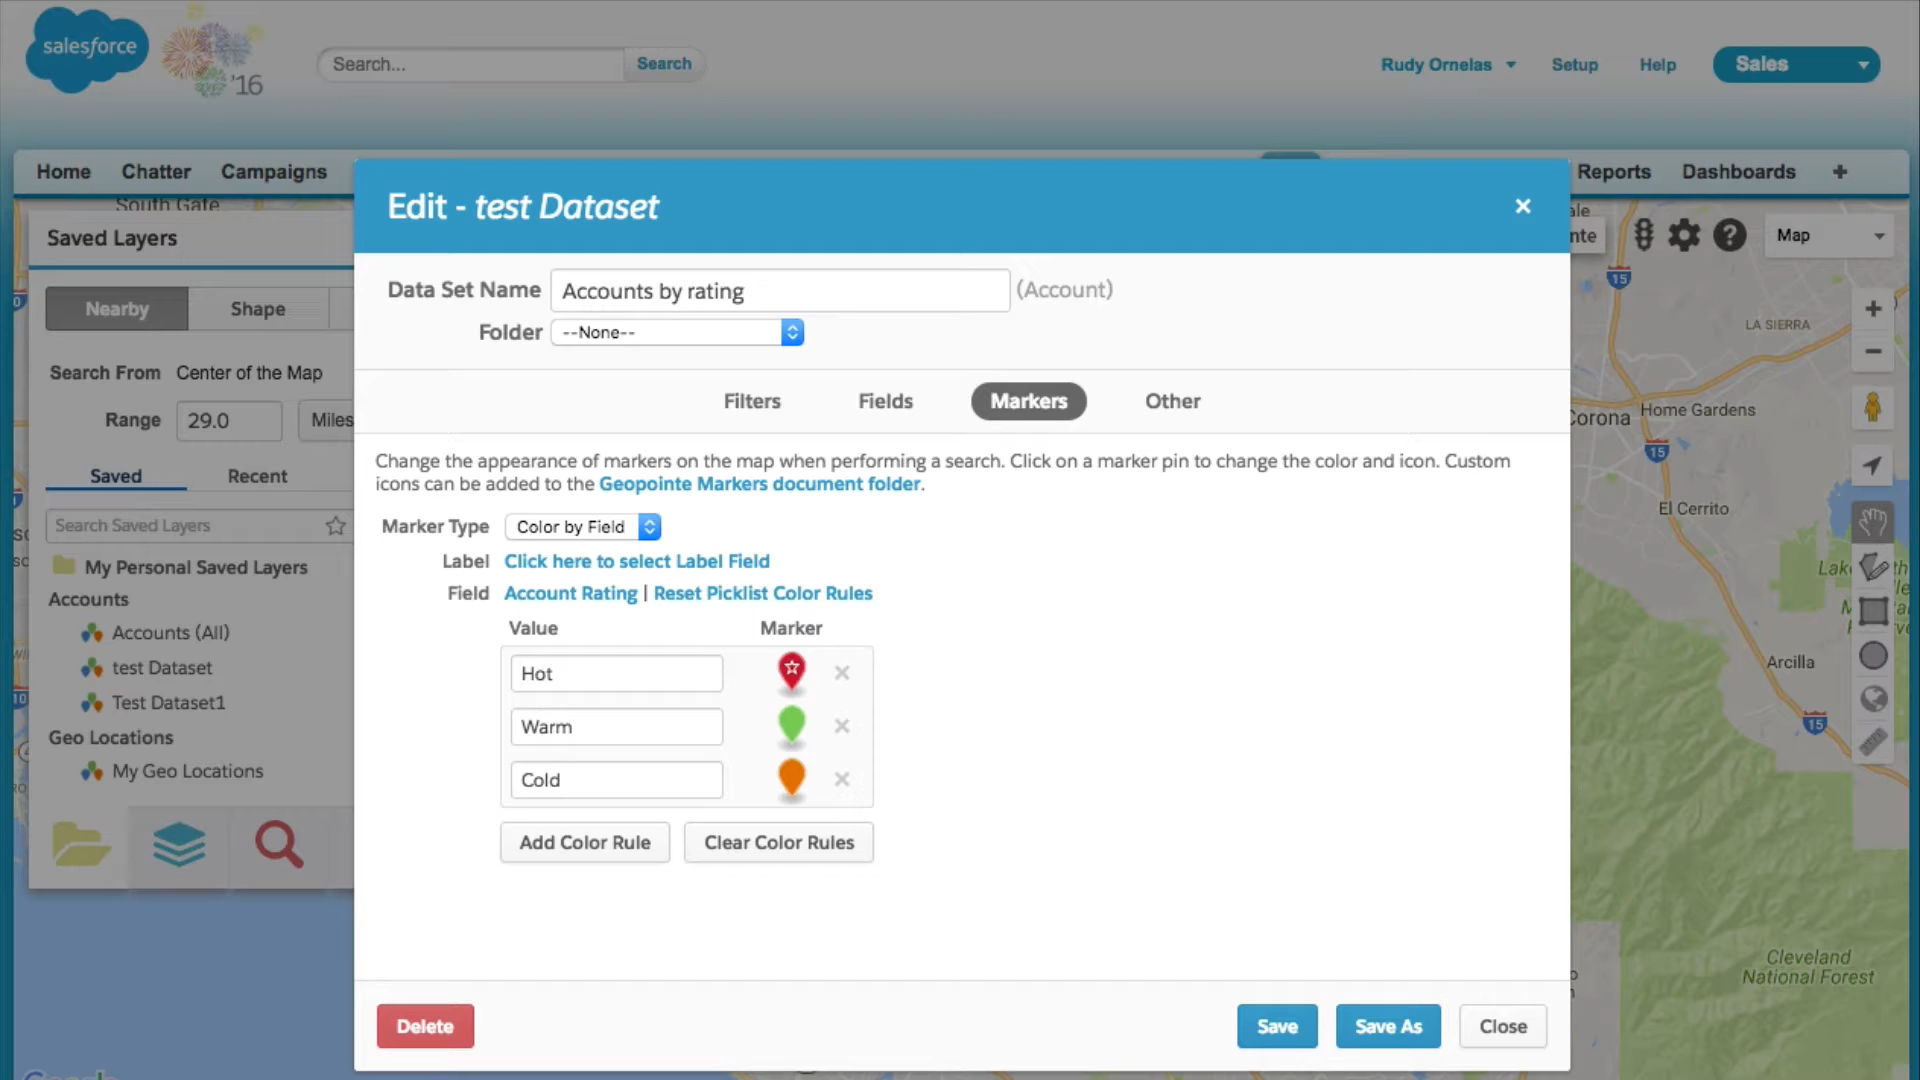 salesforce
'16
Search...
Search
Rudy Ornelas
Setup
Help
Sales
Home
Chatter
Campaigns
Reports
Dashboards
+
South Gate
Saved Layers
Nearby
Shape
Search From Center of the Map
Range 29.0 Miles
Saved
Recent
Search Saved Layers
My Personal Saved Layers
Accounts
Accounts (All)
test Dataset
Test Dataset1
Geo Locations
My Geo Locations
Edit - test Dataset
×
Data Set Name Accounts by rating (Account)
Folder --None--
Filters
Fields
Markers
Other
Change the appearance of markers on the map when performing a search. Click on a marker pin to change the color and icon. Custom
icons can be added to the Geopointe Markers document folder.
Marker Type Color by Field
Label Click here to select Label Field
Field Account Rating | Reset Picklist Color Rules
Value Marker
Hot
Warm
Cold
Add Color Rule
Clear Color Rules
Delete
Save
Save As
Close
Map
15
LA SIERRA
Corona
Home Gardens
15
El Cerrito
Arcilla
15
Cleveland
National Forest